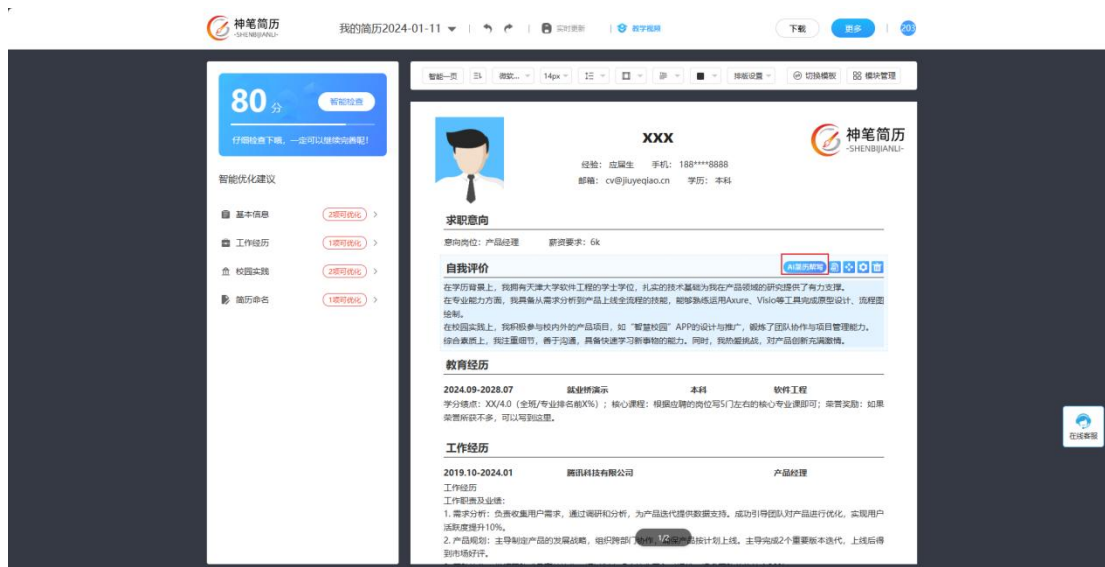 神笔简历
-SHENBIJIANLI-
我的简历2024-01-11
实时更新
教学视频
下载
更多
203
80分
智能检查
仔细检查下哦，一定可以继续完善呢!
智能优化建议
基本信息
2项可优化
工作经历
1项可优化
校园实践
2项可优化
简历命名
1项可优化
智能一页
微软...
14px
排版设置
切换模板
模块管理
XXX
经验: 应届生 手机: 188****8888
邮箱: cv@jiuyeqiao.cn 学历: 本科
神笔简历
-SHENBIJIANLI-
求职意向
意向岗位: 产品经理 薪资要求: 6k
自我评价
AI简历帮写
在学历背景上，我拥有天津大学软件工程的学士学位，扎实的技术基础为我在产品领域的研究提供了有力支撑。
在专业能力方面，我具备从需求分析到产品上线全流程的技能，能够熟练运用Axure、Visio等工具完成原型设计、流程图
绘制。
在校园实践上，我积极参与校内外的产品项目，如“智慧校园”APP的设计与推广，锻炼了团队协作与项目管理能力。
综合素质上，我注重细节，善于沟通，具备快速学习新事物的能力。同时，我热爱挑战，对产品创新充满激情。
教育经历
2024.09-2028.07 就业桥演示 本科 软件工程
学分绩点: XX/4.0（全班/专业排名前X%）; 核心课程: 根据应聘的岗位写5门左右的核心专业课即可; 荣誉奖励: 如果
荣誉所获不多，可以写到这里。
工作经历
2019.10-2024.01 腾讯科技有限公司 产品经理
工作经历
工作职责及业绩:
1. 需求分析: 负责收集用户需求，通过调研和分析，为产品迭代提供数据支持。成功引导团队对产品进行优化，实现用户
活跃度提升10%。
2. 产品规划: 主导制定产品的发展战略，组织跨部门协作，确保产品按计划上线。主导完成2个重要版本迭代，上线后得
到市场好评。
1/2
在线客服